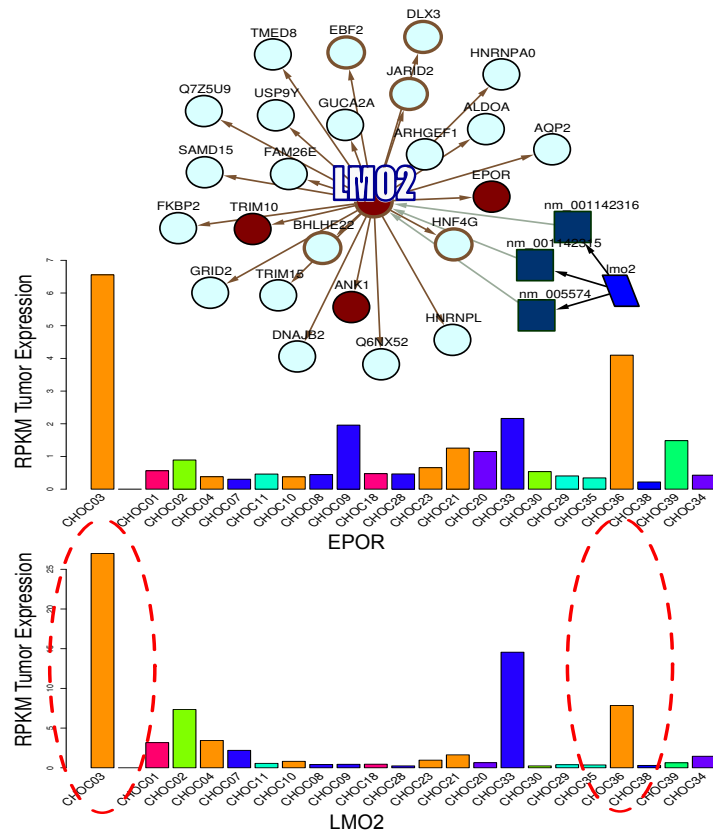 DLX3
EBF2
TMED8
HNRNPA0
JARID2
Q7Z5U9
USP9Y
GUCA2A
ALDOA
ARHGEF1
AQP2
SAMD15
FAM26E
LMO2
EPOR
FKBP2
TRIM10
nm_001142316
BHLHE22
HNF4G
nm_001142315
lmo2
GRID2
TRIM15
ANK1
nm_005574
DNAJB2
Q6NX52
HNRNPL
RPKM Tumor Expression
7
6
5
4
3
2
1
0
CHOC03 CHOC01 CHOC02 CHOC04 CHOC07 CHOC11 CHOC10 CHOC08 CHOC09 CHOC18 CHOC28 CHOC23 CHOC21 CHOC20 CHOC33 CHOC30 CHOC29 CHOC35 CHOC36 CHOC38 CHOC39 CHOC34
EPOR
RPKM Tumor Expression
25
20
15
10
5
0
CHOC03 CHOC01 CHOC02 CHOC04 CHOC07 CHOC11 CHOC10 CHOC08 CHOC09 CHOC18 CHOC28 CHOC23 CHOC21 CHOC20 CHOC33 CHOC30 CHOC29 CHOC35 CHOC36 CHOC38 CHOC39 CHOC34
LMO2